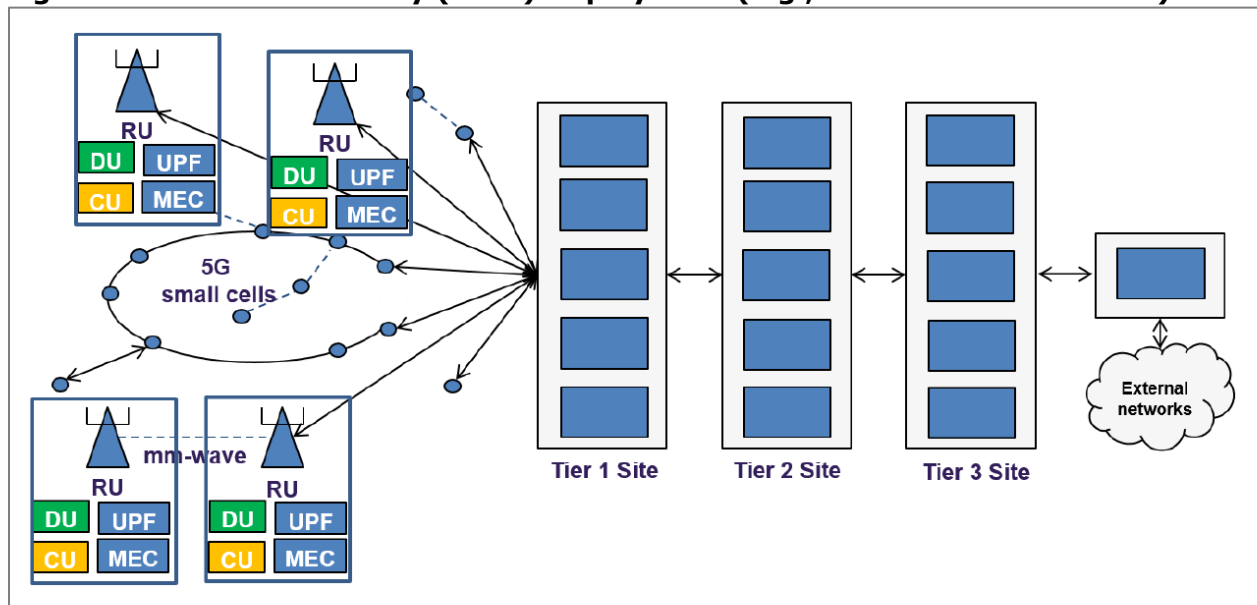 RU
DU
UPF
CU
MEC
RU
DU
UPF
CU
MEC
5G
small cells
mm-wave
RU
DU
UPF
CU
MEC
RU
DU
UPF
CU
MEC
Tier 1 Site
Tier 2 Site
Tier 3 Site
External
networks